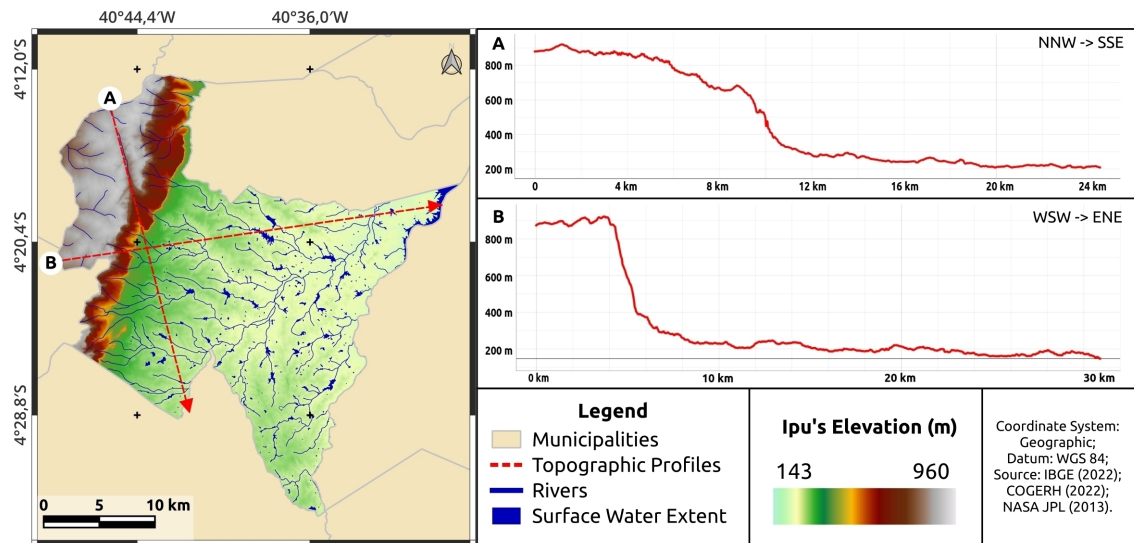 40°44,4'W
40°36,0'W
4°12,0'S
4°20,4'S
4°28,8'S
N
A
B
0 5 10 km
A
NNW -> SSE
800 m
600 m
400 m
200 m
0 4 km 8 km 12 km 16 km 20 km 24 km
B
WSW -> ENE
800 m
600 m
400 m
200 m
0 km 10 km 20 km 30 km
Legend
Municipalities
Topographic Profiles
Rivers
Surface Water Extent
Ipu's Elevation (m)
143 960
Coordinate System:
Geographic;
Datum: WGS 84;
Source: IBGE (2022);
COGERH (2022);
NASA JPL (2013).